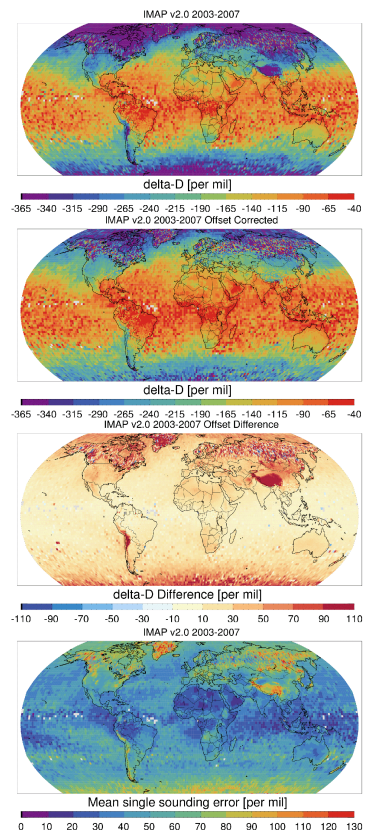 IMAP v2.0 2003-2007
delta-D [per mil]
-365 -340 -315 -290 -265 -240 -215 -190 -165 -140 -115 -90 -65 -40
IMAP v2.0 2003-2007 Offset Corrected
delta-D [per mil]
-365 -340 -315 -290 -265 -240 -215 -190 -165 -140 -115 -90 -65 -40
IMAP v2.0 2003-2007 Offset Difference
delta-D Difference [per mil]
-110 -90 -70 -50 -30 -10 10 30 50 70 90 110
IMAP v2.0 2003-2007
Mean single sounding error [per mil]
0 10 20 30 40 50 60 70 80 90 100 110 120 130